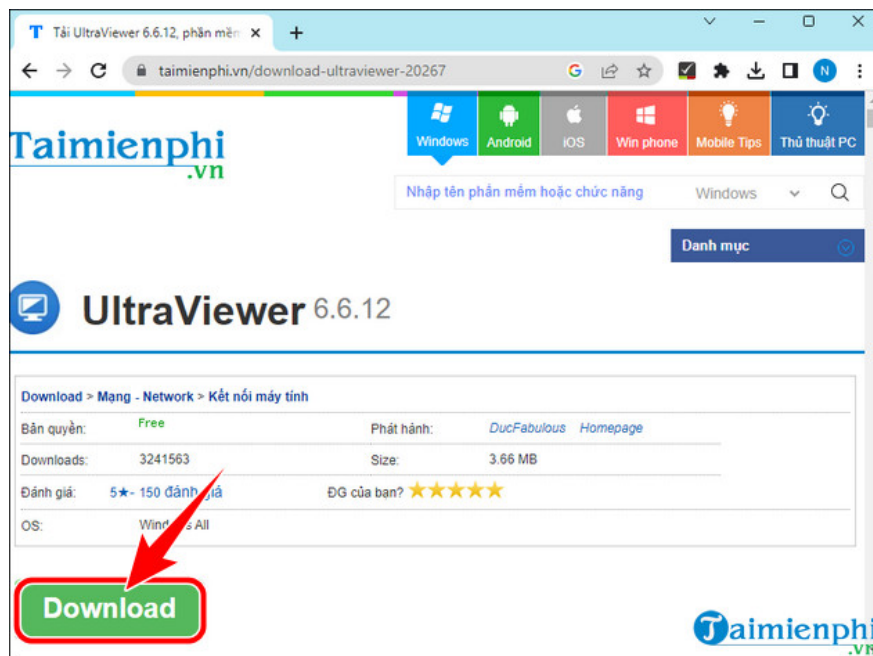 Tải UltraViewer 6.6.12, phần mềm
taimienphi.vn/download-ultraviewer-20267
G
N
Taimienphi
.vn
Windows
Android
iOS
Win phone
Mobile Tips
Thủ thuật PC
Nhập tên phần mềm hoặc chức năng
Windows
Danh mục
UltraViewer 6.6.12
Download > Mạng - Network > Kết nối máy tính
Bản quyền: Free Phát hành: DucFabulous Homepage
Downloads: 3241563 Size: 3.66 MB
Đánh giá: 5★- 150 đánh giá ĐG của bạn?
OS: Windows All
Download
Taimienphi
.vn